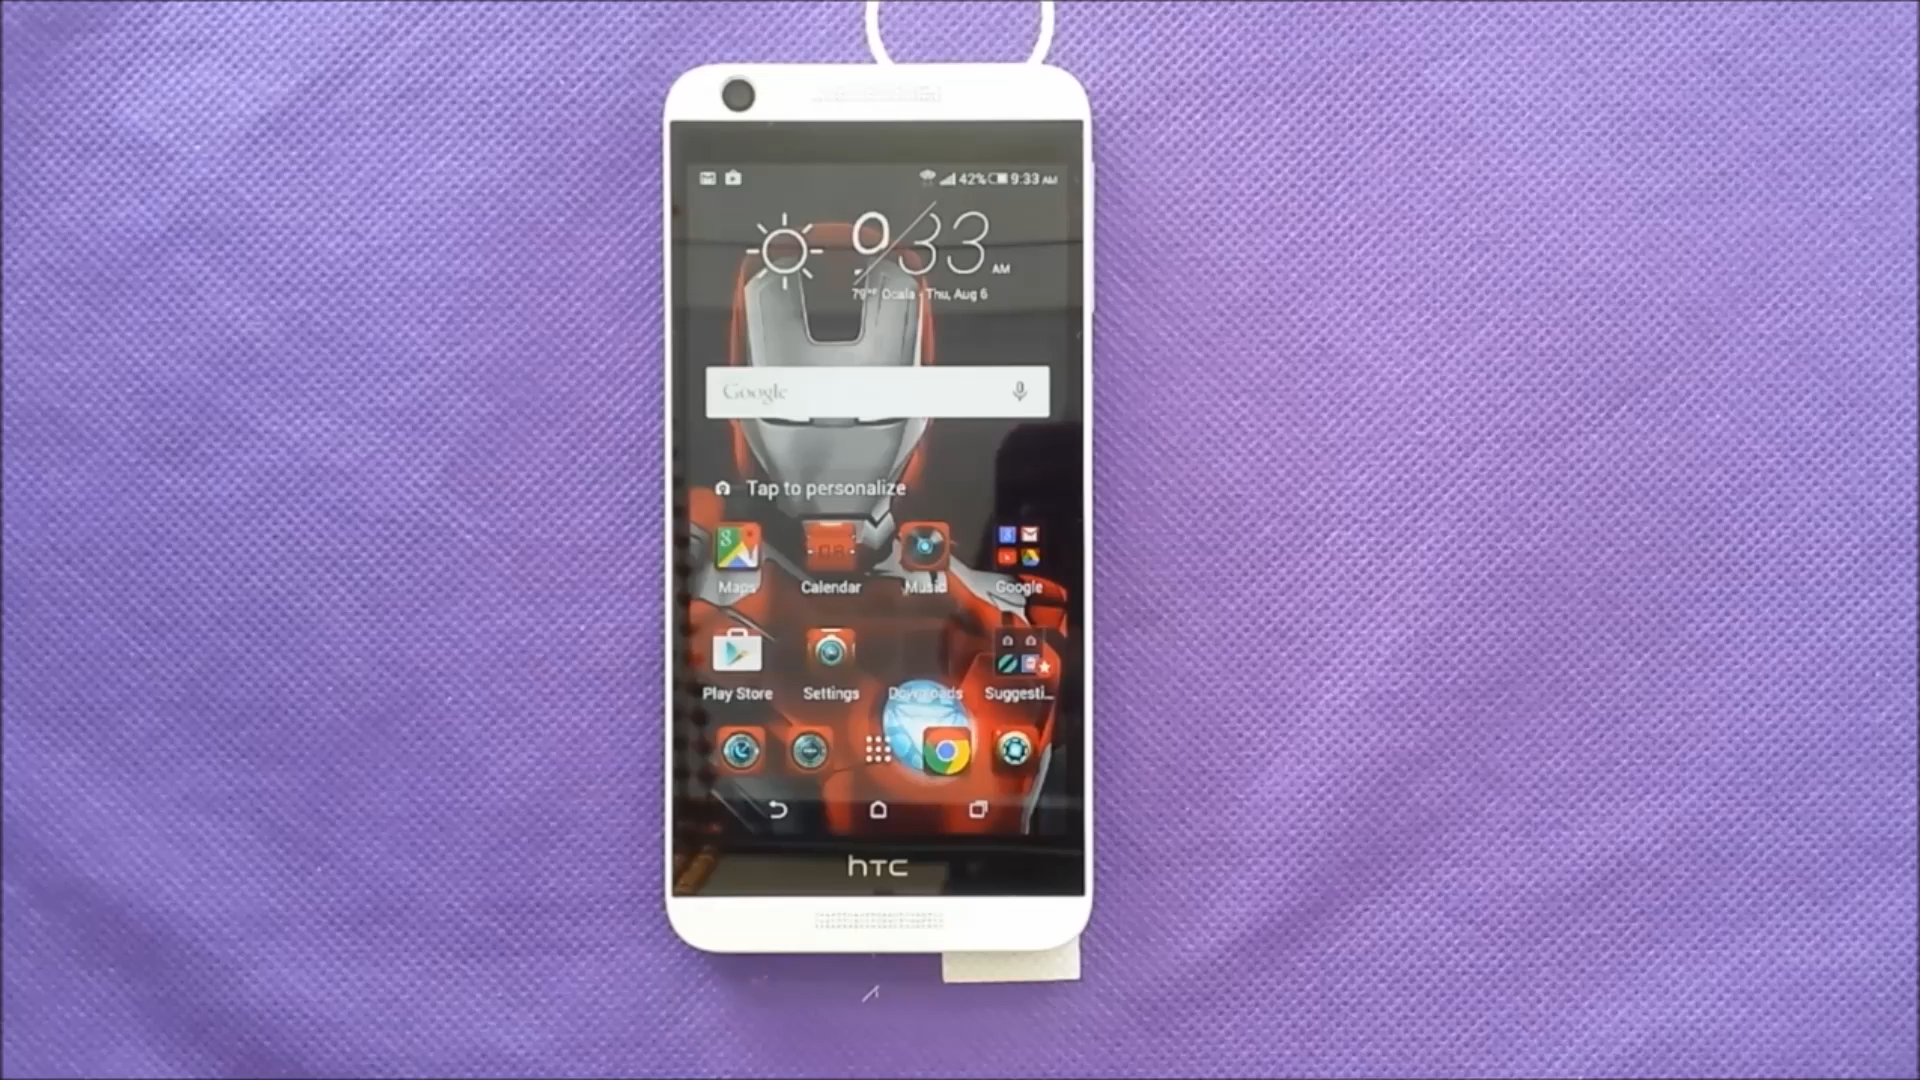 42% 9:33 AM
9 33 AM
79°F Ocala - Thu, Aug 6
Google
Tap to personalize
Maps Calendar Music Google
Play Store Settings Downloads Suggesti...
hTC